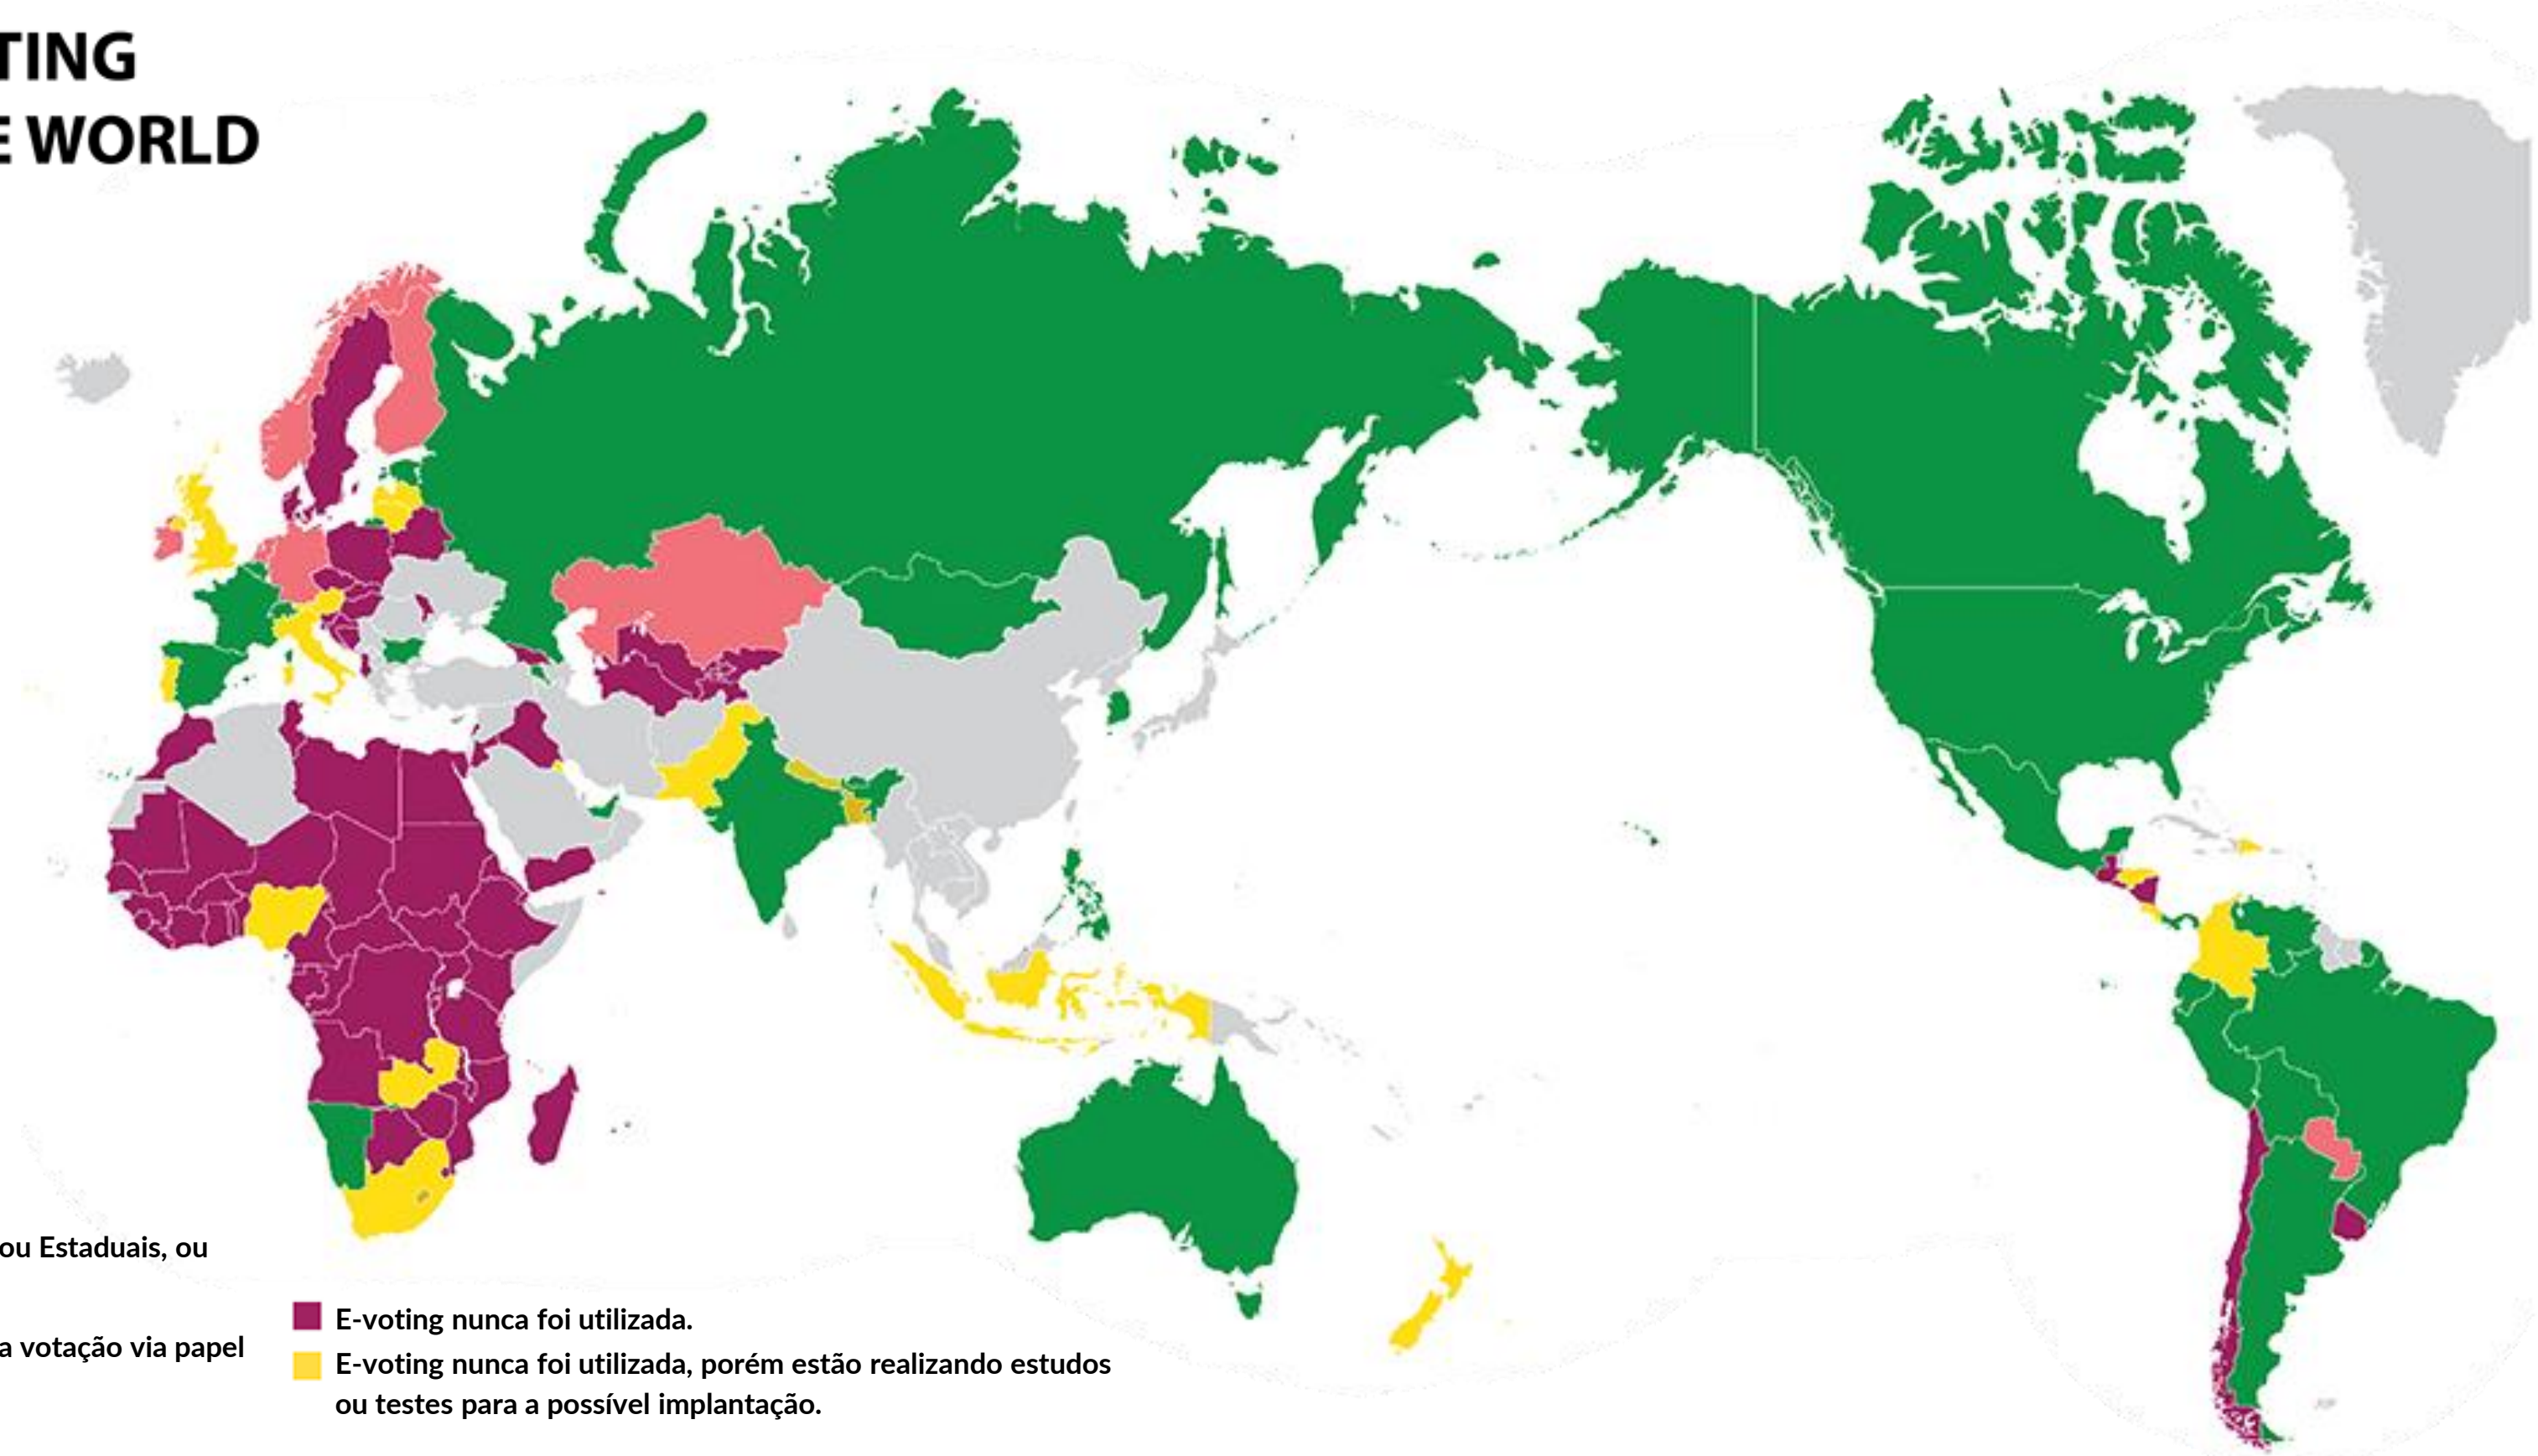 TING
E WORLD
ou Estaduais, ou
a votação via papel
E-voting nunca foi utilizada.
E-voting nunca foi utilizada, porém estão realizando estudos
ou testes para a possível implantação.